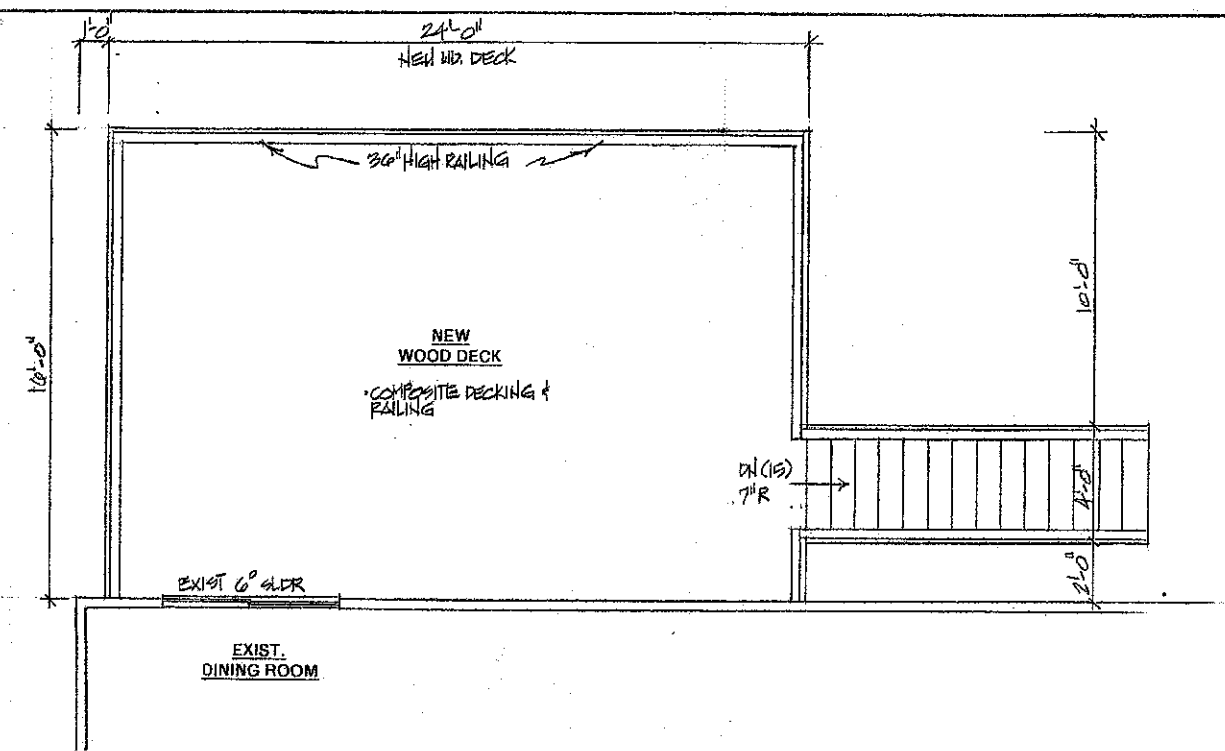 1'-0"
24'-0"
NEW WD. DECK
36" HIGH RAILING
16'-0"
10'-0"
NEW
WOOD DECK
• COMPOSITE DECKING &
RAILING
DN (15)
7" R
4'-0"
2'-0"
EXIST 6⁰ SLDR
EXIST.
DINING ROOM